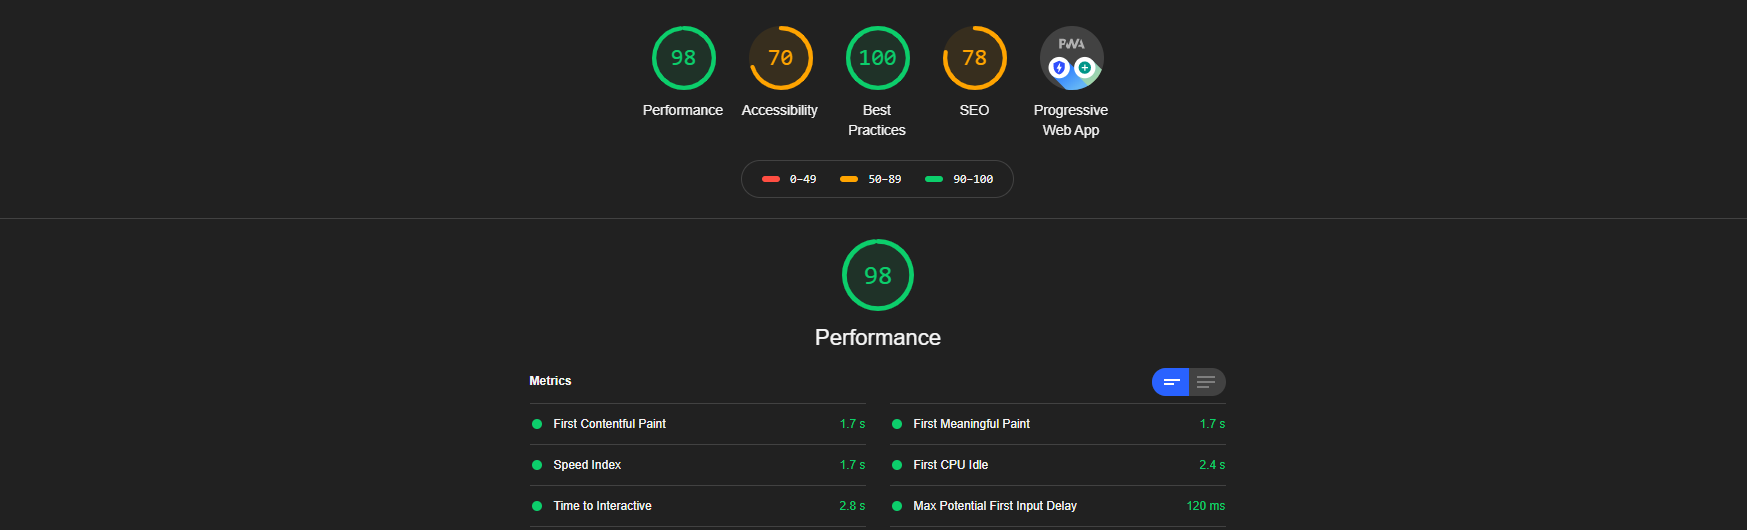 98
70
100
78
PWA
Performance
Accessibility
Best
Practices
SEO
Progressive
Web App
0–49
50–89
90–100
98
Performance
Metrics
First Contentful Paint 1.7 s
First Meaningful Paint 1.7 s
Speed Index 1.7 s
First CPU Idle 2.4 s
Time to Interactive 2.8 s
Max Potential First Input Delay 120 ms